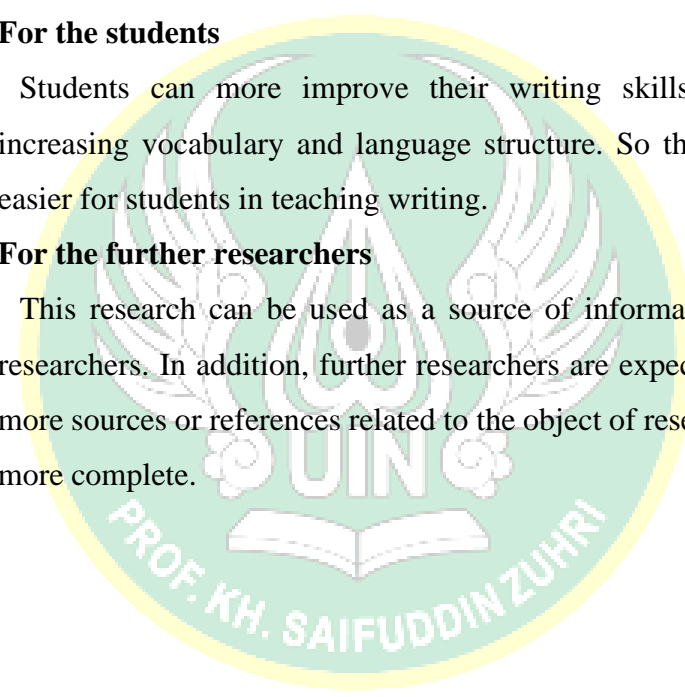 For the students
Students can more improve their writing skills
increasing vocabulary and language structure. So th
easier for students in teaching writing.
For the further researchers
This research can be used as a source of informa
researchers. In addition, further researchers are expec
more sources or references related to the object of rese
more complete.
UIN
PROF. KH. SAIFUDDIN ZUHRI